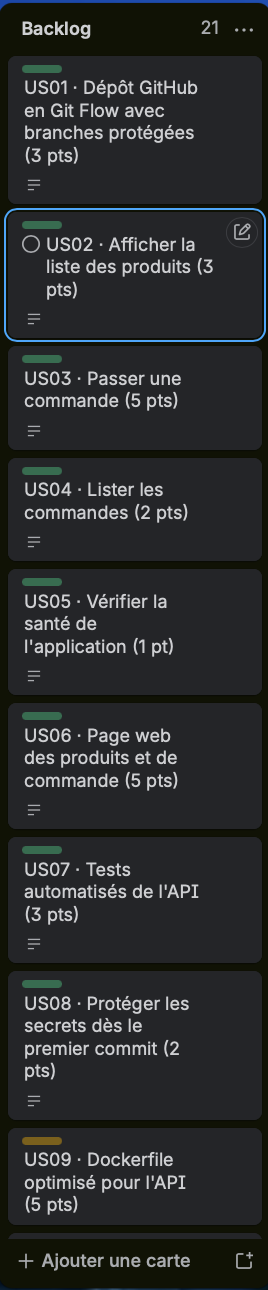 Backlog 21
US01 · Dépôt GitHub
en Git Flow avec
branches protégées
(3 pts)
US02 · Afficher la
liste des produits (3
pts)
US03 · Passer une
commande (5 pts)
US04 · Lister les
commandes (2 pts)
US05 · Vérifier la
santé de
l'application (1 pt)
US06 · Page web
des produits et de
commande (5 pts)
US07 · Tests
automatisés de l'API
(3 pts)
US08 · Protéger les
secrets dès le
premier commit (2
pts)
US09 · Dockerfile
optimisé pour l'API
(5 pts)
Ajouter une carte